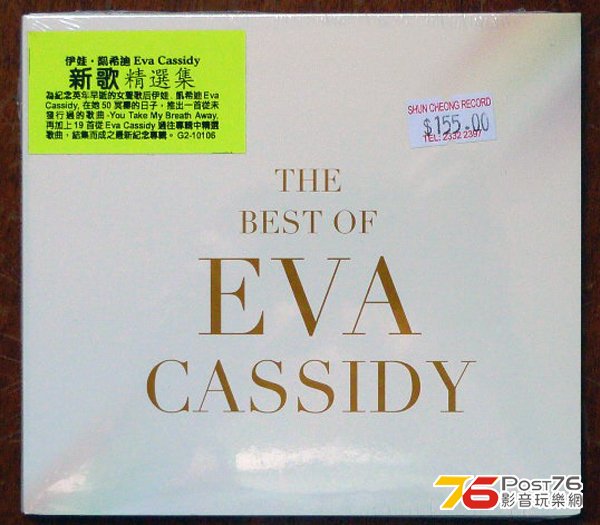 伊娃·凱希迪 Eva Cassidy
新歌精選集
為紀念英年早逝的女靈歌后伊娃 凱希迪 Eva
Cassidy, 在她50冥壽的日子，推出一首從未
發行過的歌曲 -You Take My Breath Away,
再加上 19 首從 Eva Cassidy 過往專輯中精選
歌曲，結集而成之最新紀念專輯。 G2-10106
SHUN CHEONG RECORD
$155.00
TEL: 2332 2397
THE
BEST OF
EVA
CASSIDY
76 Post76
影音玩樂網